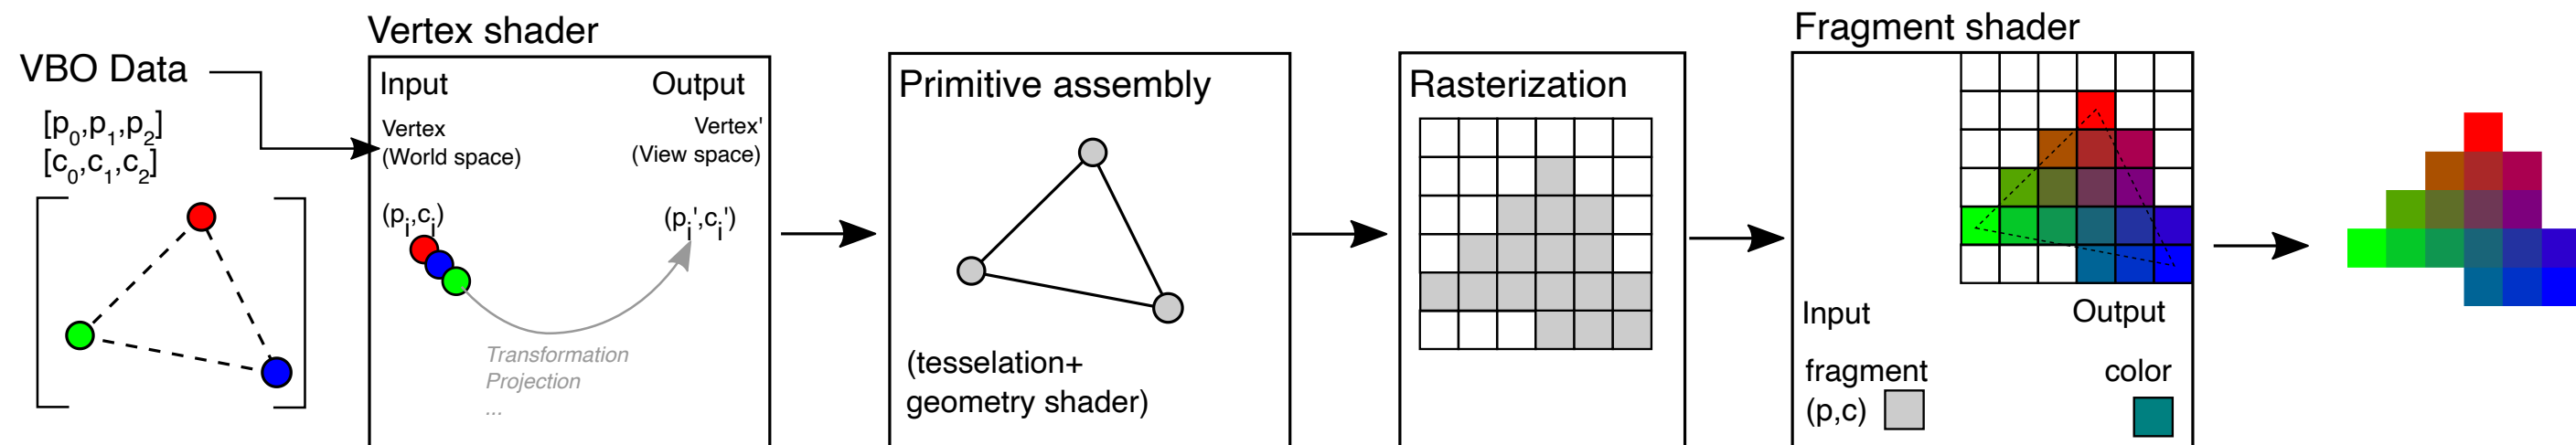 VBO Data
[p0,p1,p2]
[c0,c1,c2]
Vertex shader
Input
Output
Vertex
(World space)
Vertex'
(View space)
(pi,ci)
(pi',ci')
Transformation
Projection
...
Primitive assembly
(tesselation+
geometry shader)
Rasterization
Fragment shader
Input
Output
fragment
(p,c)
color